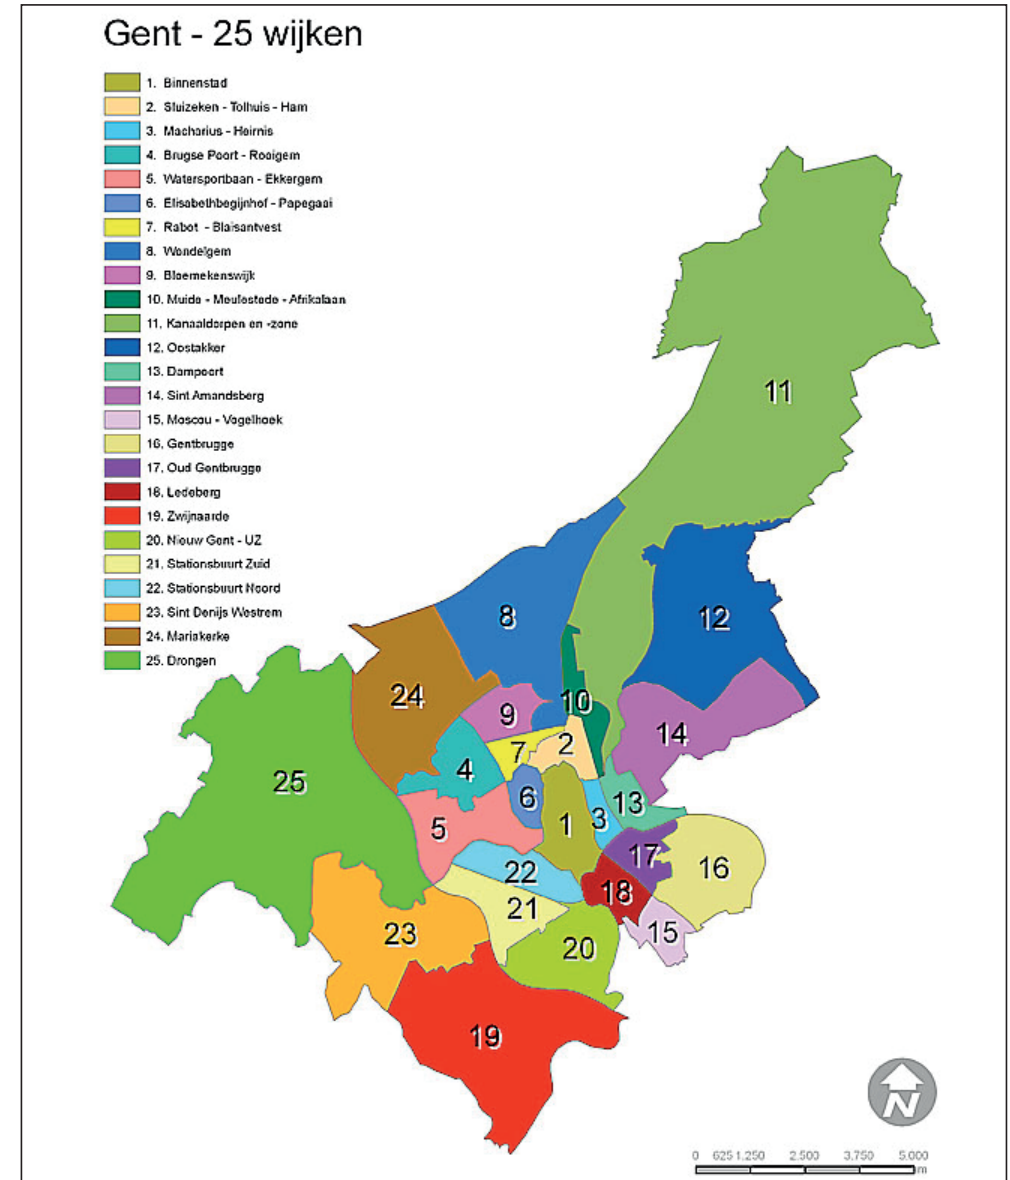 Gent - 25 wijken
1. Binnenstad
2. Sluizeken - Tolhuis - Ham
3. Macharius - Heirnis
4. Brugse Poort - Rooigem
5. Watersportbaan - Ekkergem
6. Elisabethbegijnhof - Papegaai
7. Rabot - Blaisantvest
8. Wondelgem
9. Bloemekenswijk
10. Muide - Meulestede - Afrikalaan
11. Kanaaldorpen en -zone
12. Oostakker
13. Dampoort
14. Sint Amandsberg
15. Moscou - Vogelhoek
16. Gentbrugge
17. Oud Gentbrugge
18. Ledeberg
19. Zwijnaarde
20. Nieuw Gent - UZ
21. Stationsbuurt Zuid
22. Stationsbuurt Noord
23. Sint Denijs Westrem
24. Mariakerke
25. Drongen
11
8
12
24
10
9
14
2
7
4
25
6
13
1
3
5
17
16
22
18
21
15
23
20
19
N
0 625 1.250 2.500 3.750 5.000
m